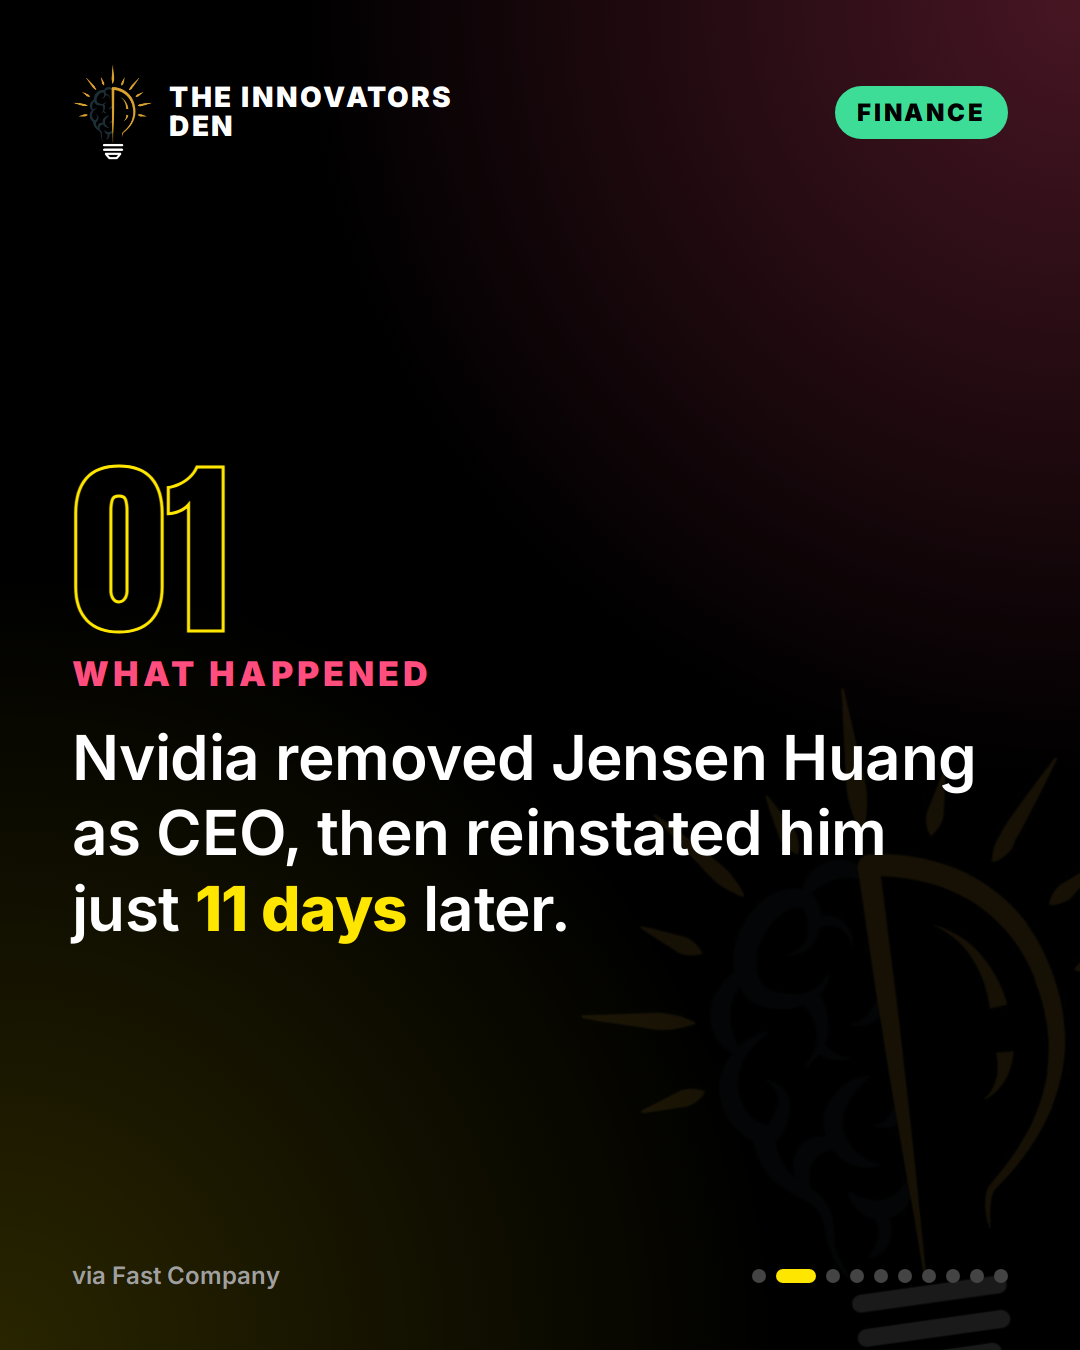 THE INNOVATORS
DEN
FINANCE
01
WHAT HAPPENED
Nvidia removed Jensen Huang
as CEO, then reinstated him
just 11 days later.
via Fast Company